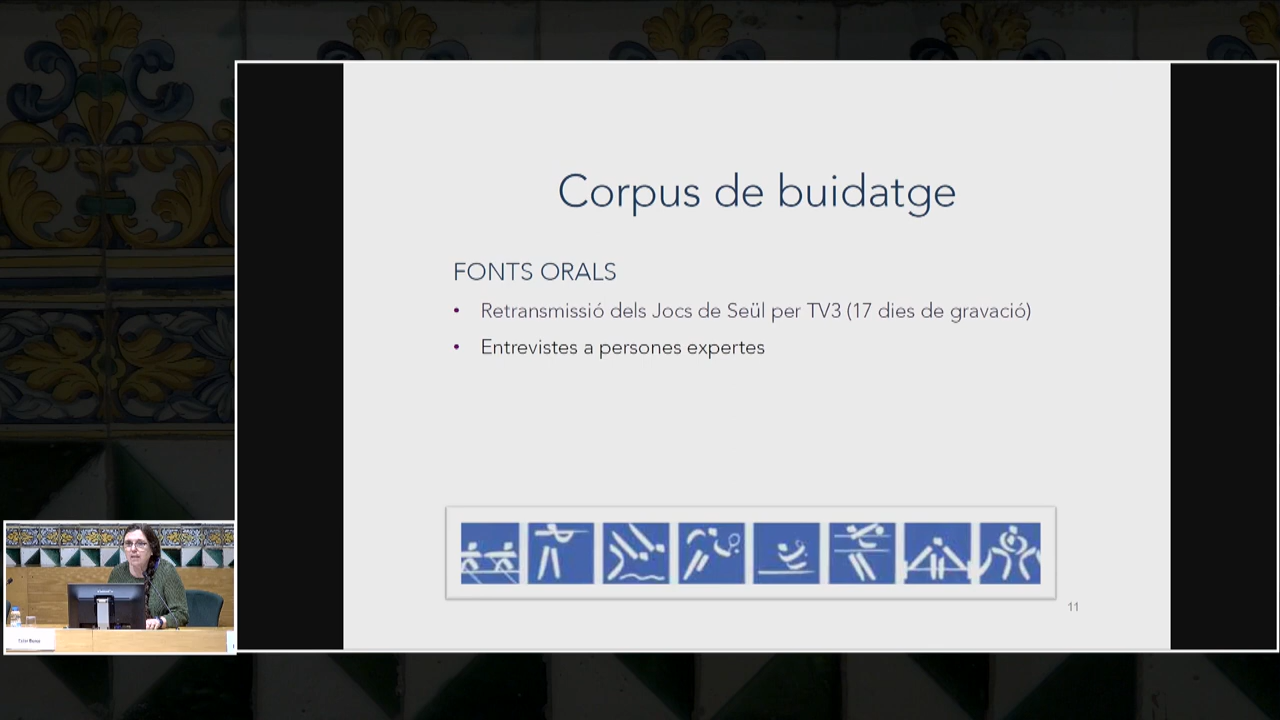 Corpus de buidatge
FONTS ORALS
• Retransmissió dels Jocs de Seül per TV3 (17 dies de gravació)
• Entrevistes a persones expertes
11